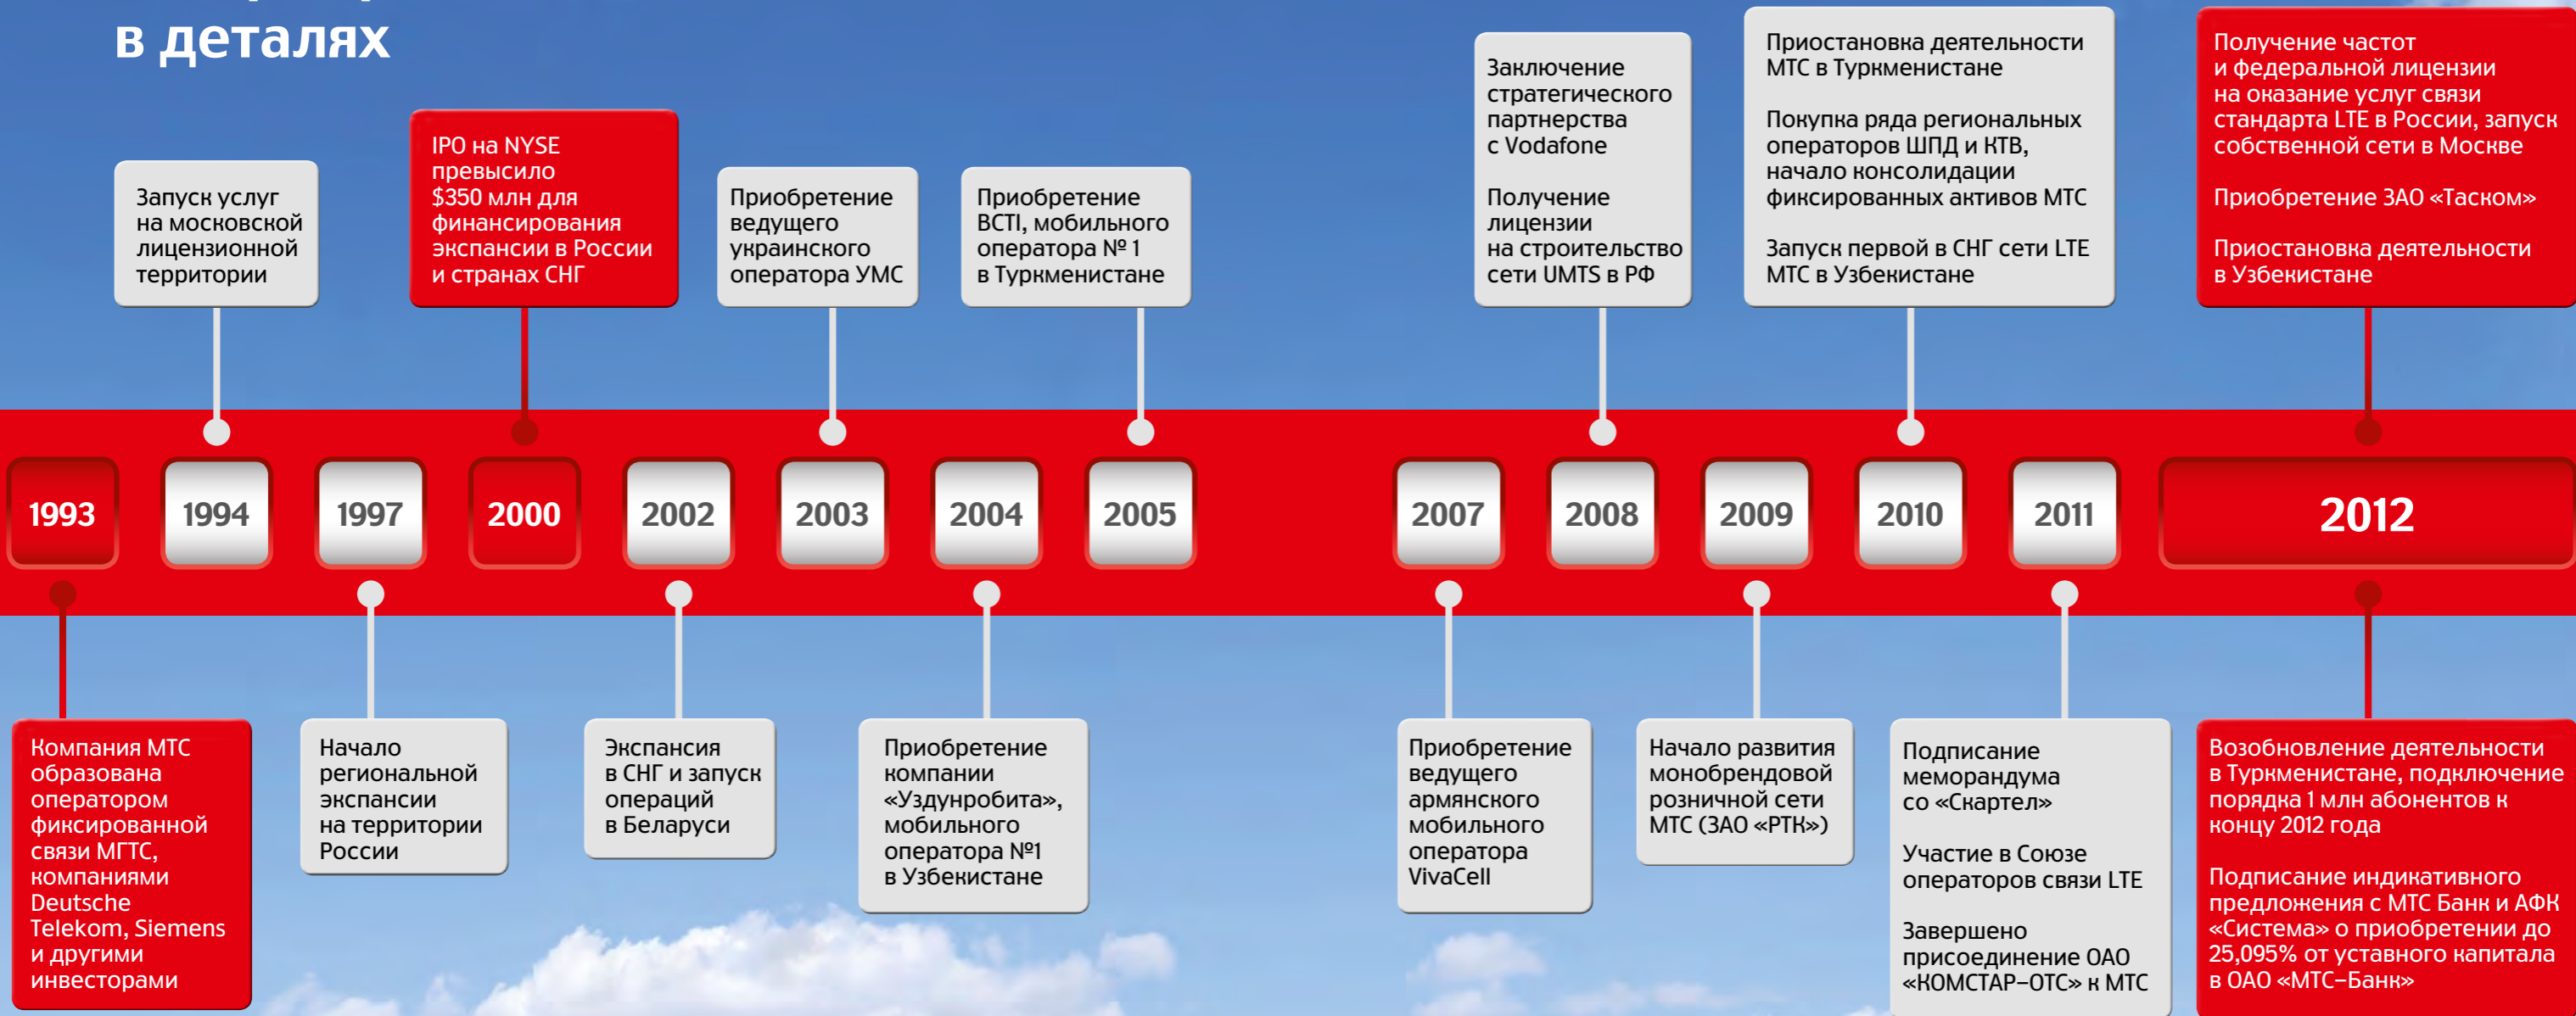 в деталях
Запуск услуг
на московской
лицензионной
территории
IPO на NYSE
превысило
$350 млн для
финансирования
экспансии в России
и странах СНГ
Приобретение
ведущего
украинского
оператора УМС
Приобретение
BCTI, мобильного
оператора № 1
в Туркменистане
Заключение
стратегического
партнерства
с Vodafone
Получение
лицензии
на строительство
сети UMTS в РФ
Приостановка деятельности
МТС в Туркменистане
Покупка ряда региональных
операторов ШПД и КТВ,
начало консолидации
фиксированных активов МТС
Запуск первой в СНГ сети LTE
МТС в Узбекистане
Получение частот
и федеральной лицензии
на оказание услуг связи
стандарта LTE в России, запуск
собственной сети в Москве
Приобретение ЗАО «Таском»
Приостановка деятельности
в Узбекистане
1993
1994
1997
2000
2002
2003
2004
2005
2007
2008
2009
2010
2011
2012
Компания МТС
образована
оператором
фиксированной
связи МГТС,
компаниями
Deutsche
Telekom, Siemens
и другими
инвесторами
Начало
региональной
экспансии
на территории
России
Экспансия
в СНГ и запуск
операций
в Беларуси
Приобретение
компании
«Уздунробита»,
мобильного
оператора №1
в Узбекистане
Приобретение
ведущего
армянского
мобильного
оператора
VivaCell
Начало развития
монобрендовой
розничной сети
МТС (ЗАО «РТК»)
Подписание
меморандума
со «Скартел»
Участие в Союзе
операторов связи LTE
Завершено
присоединение ОАО
«КОМСТАР–ОТС» к МТС
Возобновление деятельности
в Туркменистане, подключение
порядка 1 млн абонентов к
концу 2012 года
Подписание индикативного
предложения с МТС Банк и АФК
«Система» о приобретении до
25,095% от уставного капитала
в ОАО «МТС–Банк»